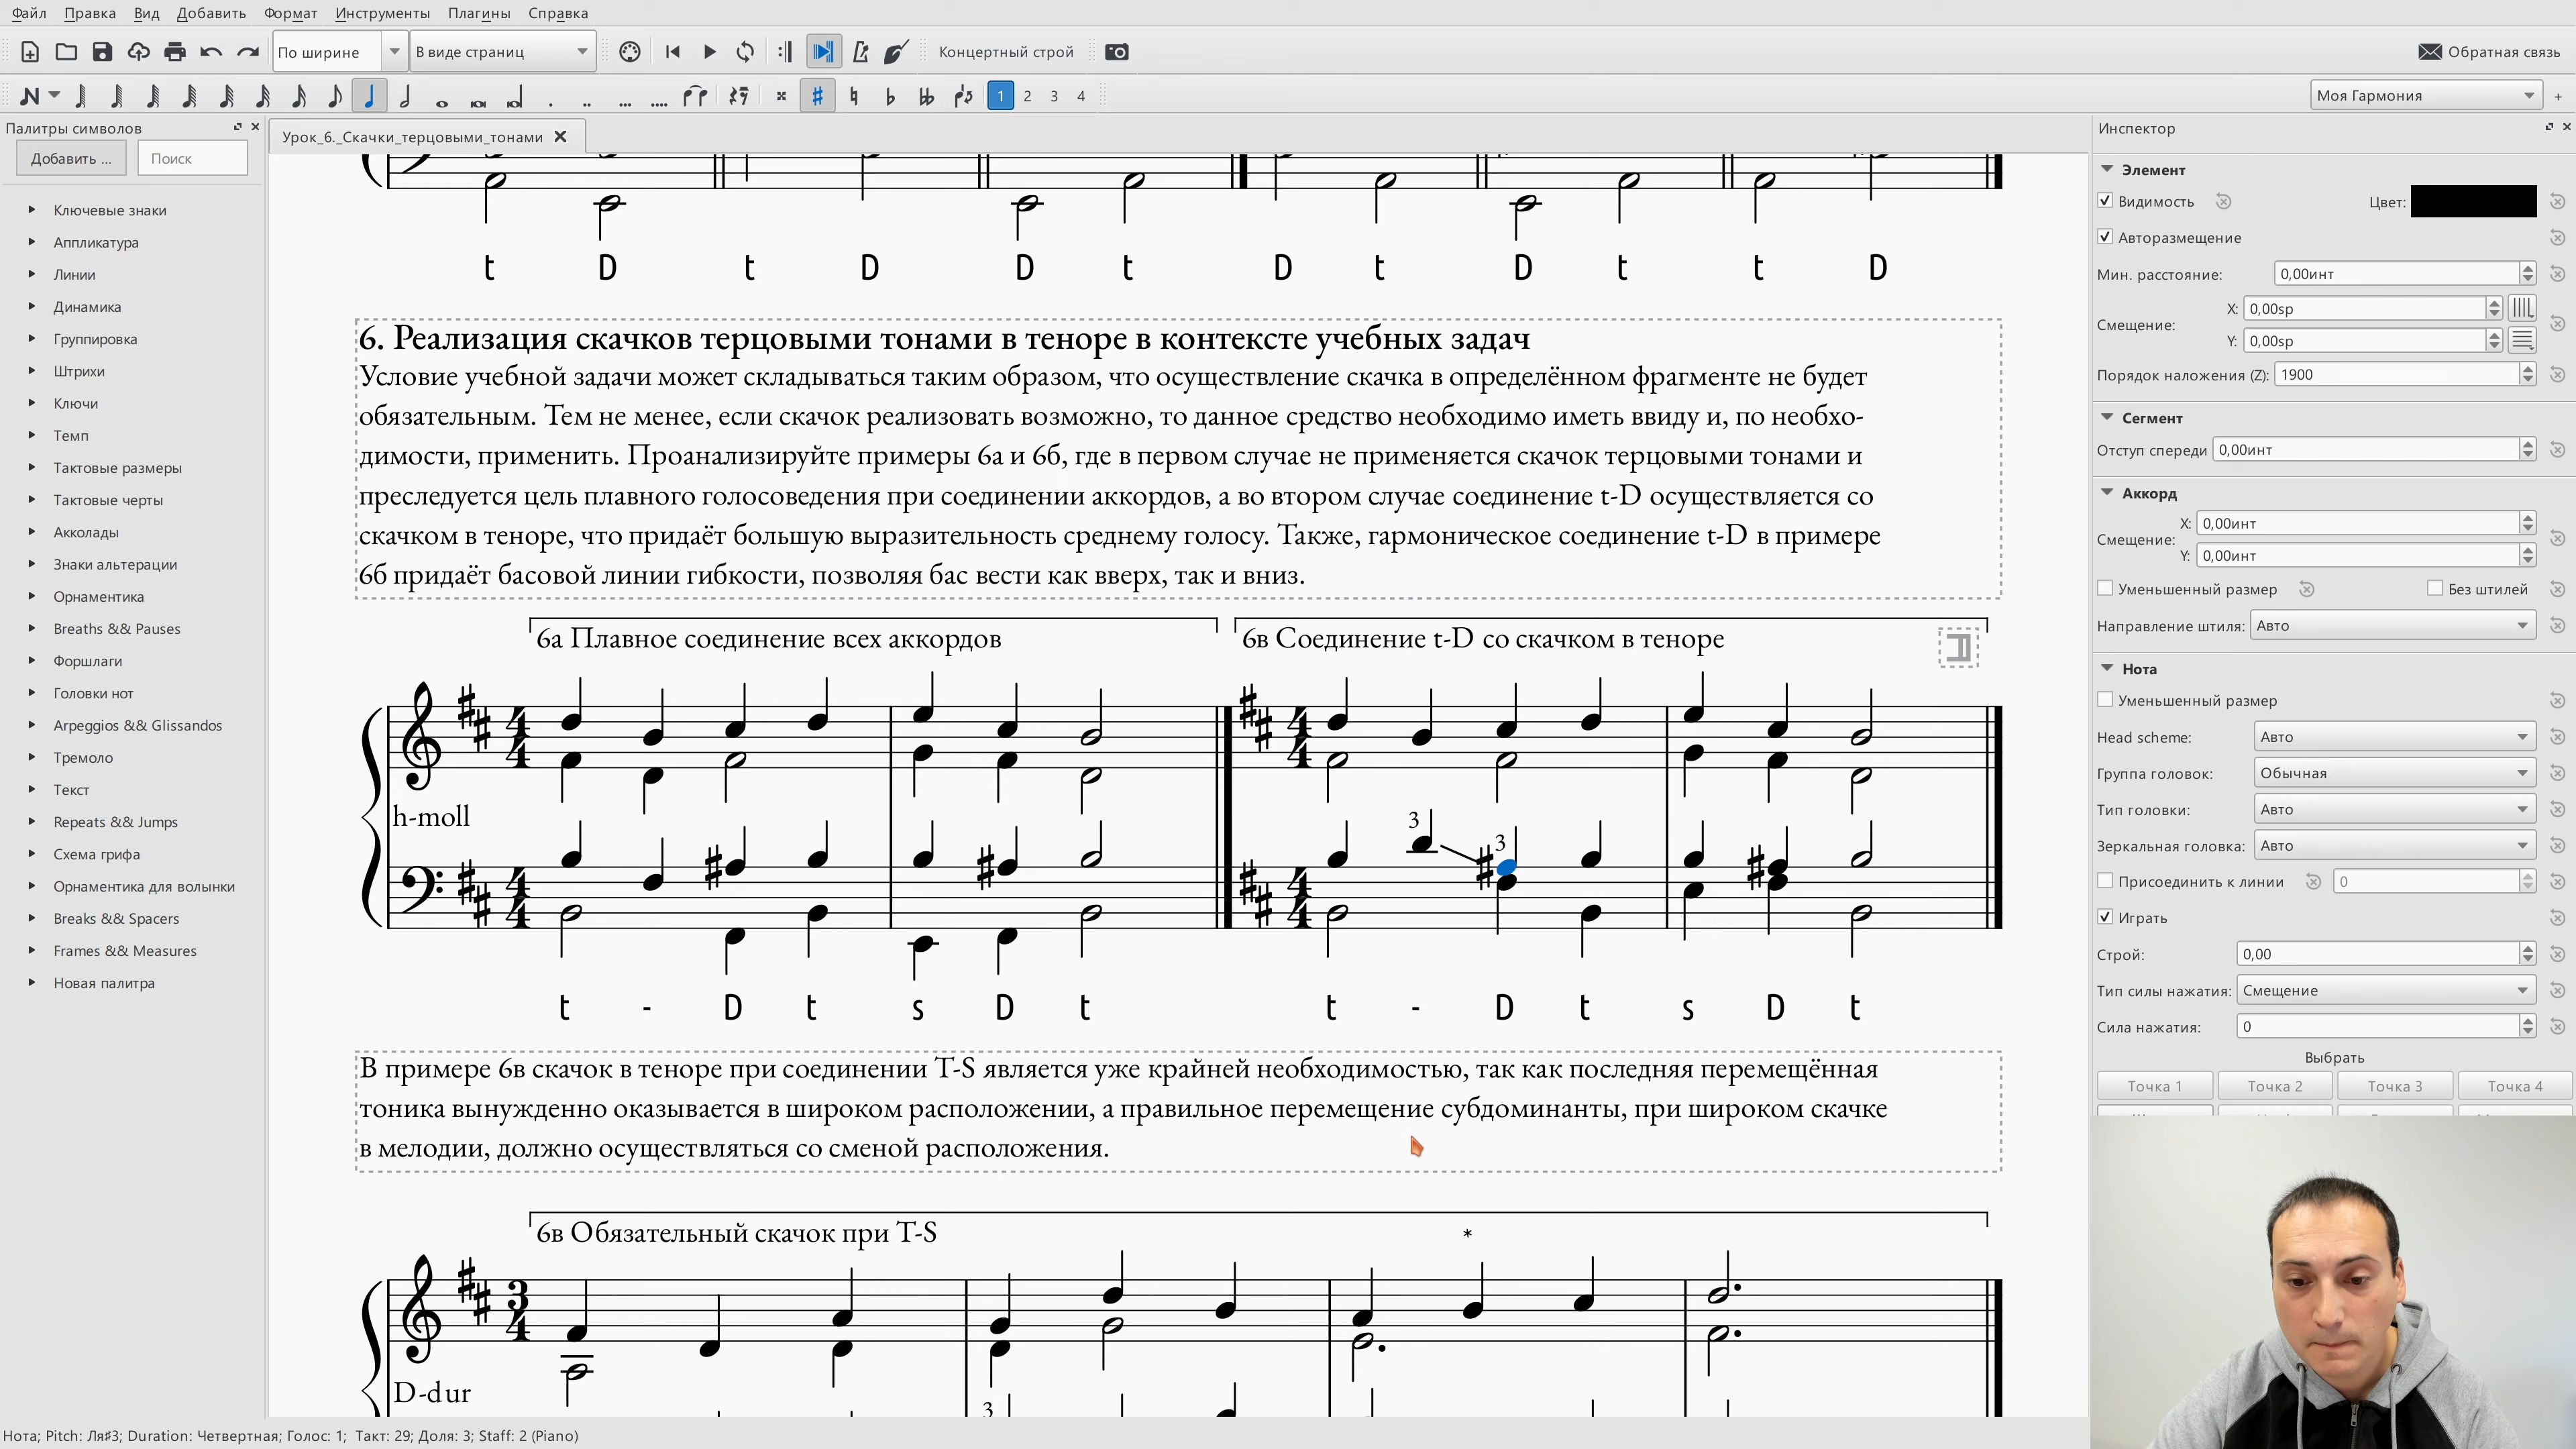 Файл Правка Вид Добавить Формат Инструменты Плагины Справка
По ширине В виде страниц Концертный строй Обратная связь
1 2 3 4 Моя Гармония +
Палитры символов
Добавить ... Поиск
Ключевые знаки
Аппликатура
Линии
Динамика
Группировка
Штрихи
Ключи
Темп
Тактовые размеры
Тактовые черты
Акколады
Знаки альтерации
Орнаментика
Breaths && Pauses
Форшлаги
Головки нот
Arpeggios && Glissandos
Тремоло
Текст
Repeats && Jumps
Схема грифа
Орнаментика для волынки
Breaks && Spacers
Frames && Measures
Новая палитра
Урок_6._Скачки_терцовыми_тонами
t D t D D t D t D t t D
6. Реализация скачков терцовыми тонами в теноре в контексте учебных задач
Условие учебной задачи может складываться таким образом, что осуществление скачка в определённом фрагменте не будет
обязательным. Тем не менее, если скачок реализовать возможно, то данное средство необходимо иметь ввиду и, по необхо-
димости, применить. Проанализируйте примеры 6а и 6б, где в первом случае не применяется скачок терцовыми тонами и
преследуется цель плавного голосоведения при соединении аккордов, а во втором случае соединение t-D осуществляется со
скачком в теноре, что придаёт большую выразительность среднему голосу. Также, гармоническое соединение t-D в примере
6б придаёт басовой линии гибкости, позволяя бас вести как вверх, так и вниз.
6а Плавное соединение всех аккордов
6в Соединение t-D со скачком в теноре
4 4 4 4
h-moll
3 3
4 4 4 4
t - D t s D t t - D t s D t
В примере 6в скачок в теноре при соединении T-S является уже крайней необходимостью, так как последняя перемещённая
тоника вынужденно оказывается в широком расположении, а правильное перемещение субдоминанты, при широком скачке
в мелодии, должно осуществляться со сменой расположения.
6в Обязательный скачок при T-S *
3 4
D-dur
3
Инспектор
Элемент
Видимость Цвет:
Авторазмещение
Мин. расстояние: 0,00инт
Смещение: X: 0,00sp
Y: 0,00sp
Порядок наложения (Z): 1900
Сегмент
Отступ спереди 0,00инт
Аккорд
Смещение: X: 0,00инт
Y: 0,00инт
Уменьшенный размер Без штилей
Направление штиля: Авто
Нота
Уменьшенный размер
Head scheme: Авто
Группа головок: Обычная
Тип головки: Авто
Зеркальная головка: Авто
Присоединить к линии 0
Играть
Строй: 0,00
Тип силы нажатия: Смещение
Сила нажатия: 0
Выбрать
Точка 1 Точка 2 Точка 3 Точка 4
Нота; Pitch: Ля♯3; Duration: Четвертная; Голос: 1; Такт: 29; Доля: 3; Staff: 2 (Piano)